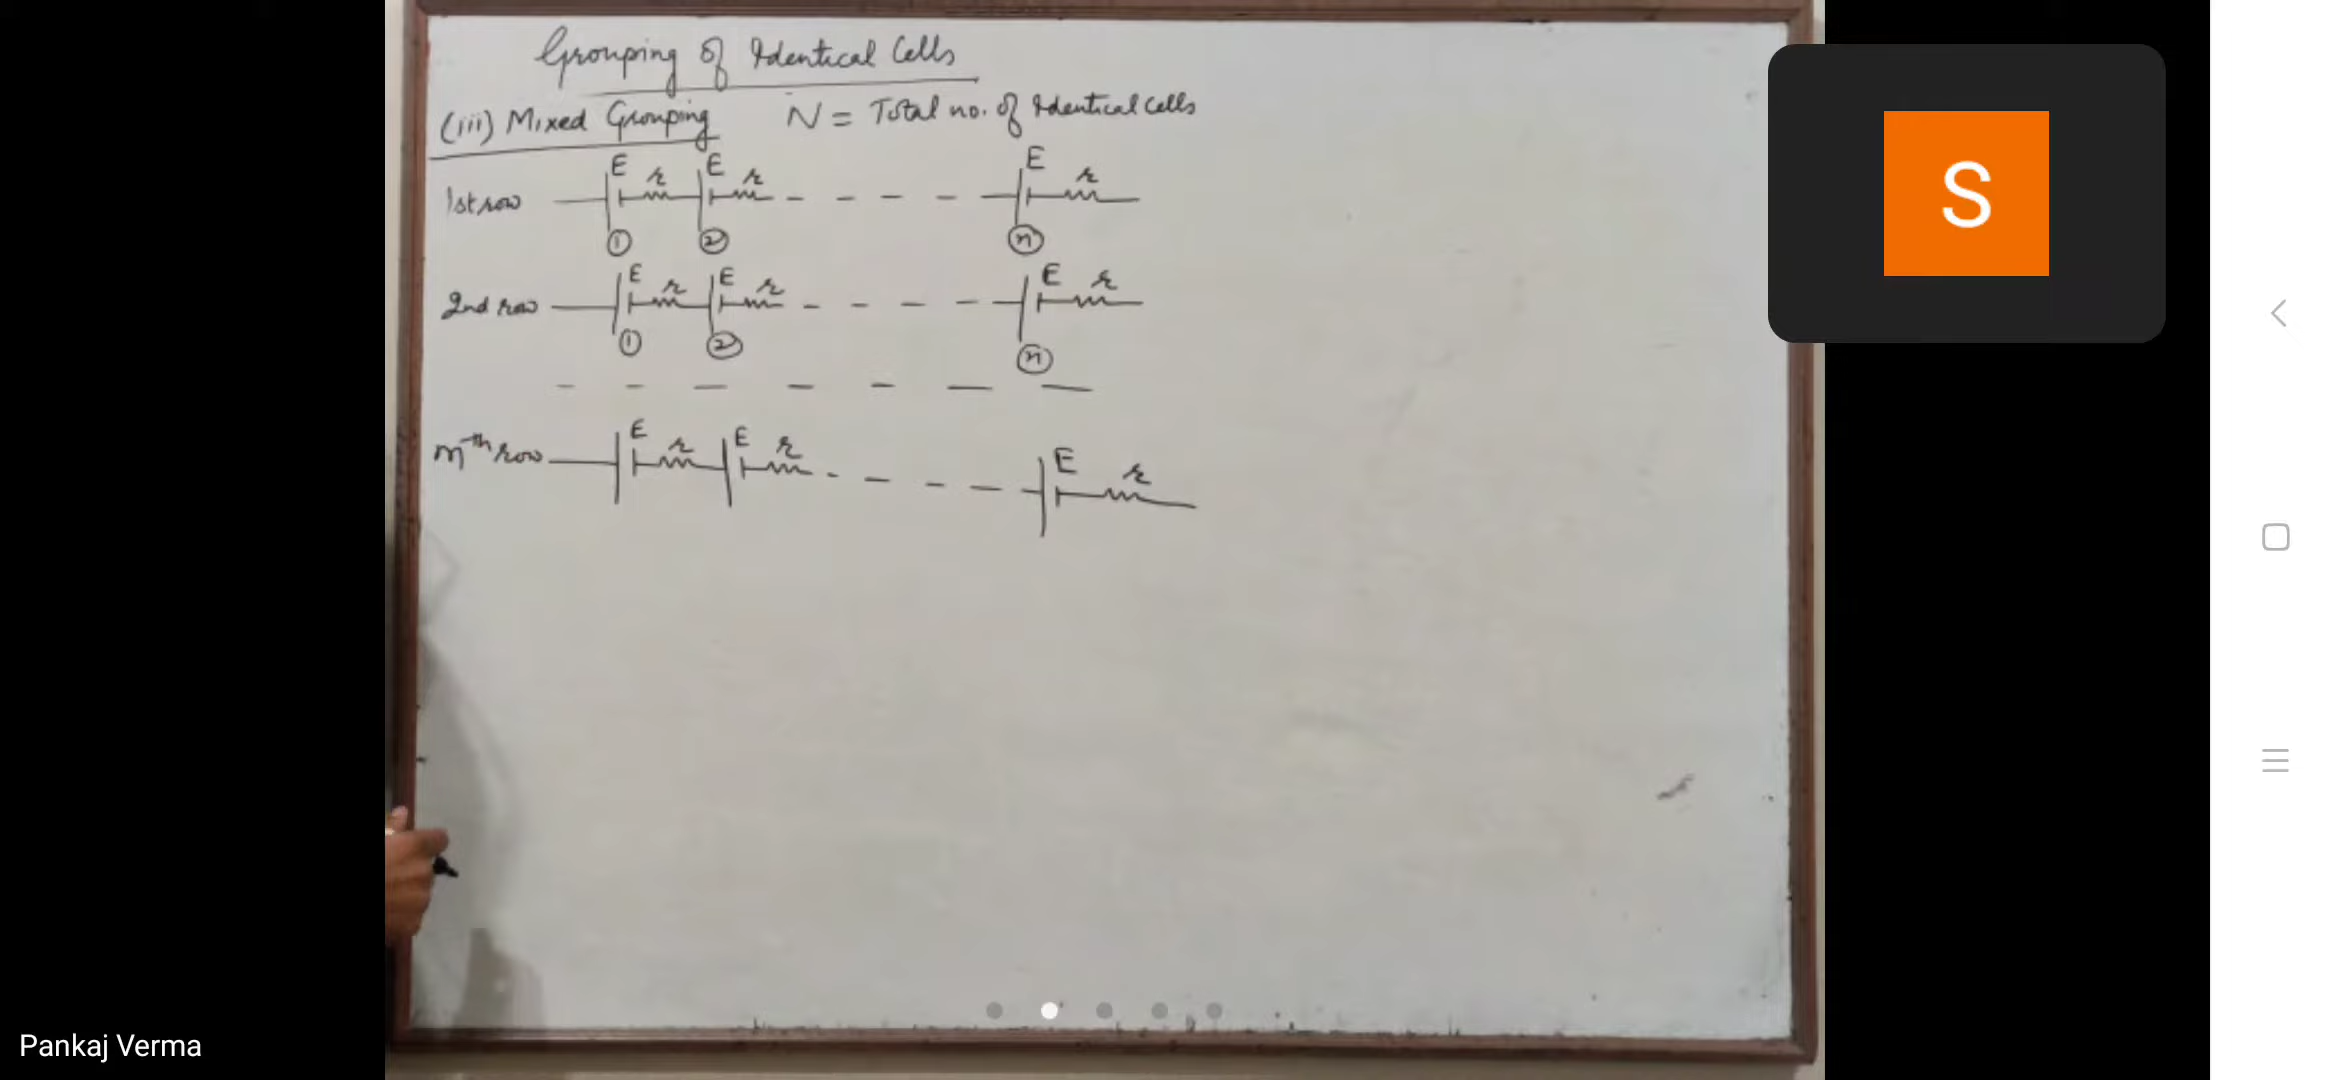 Grouping of Identical Cells
(iii) Mixed Grouping N = Total no. of Identical Cells
E r E r E r
1st row
1 2 n
E r E r E r
2nd row
1 2 n
E r E r E r
mth row
S
Pankaj Verma